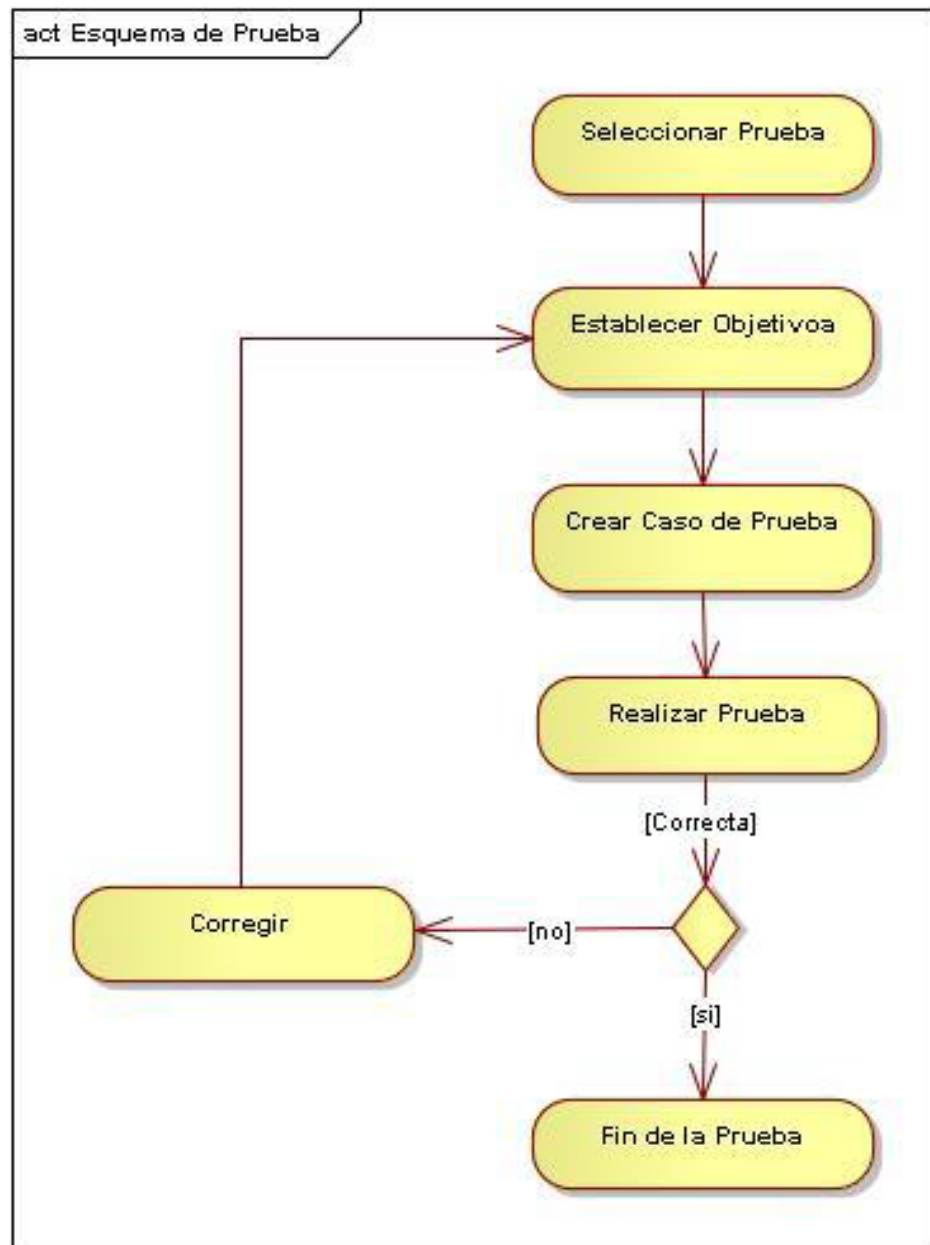 act Esquema de Prueba
Seleccionar Prueba
Establecer Objetivoa
Crear Caso de Prueba
Realizar Prueba
[Correcta]
Corregir
[no]
[si]
Fin de la Prueba